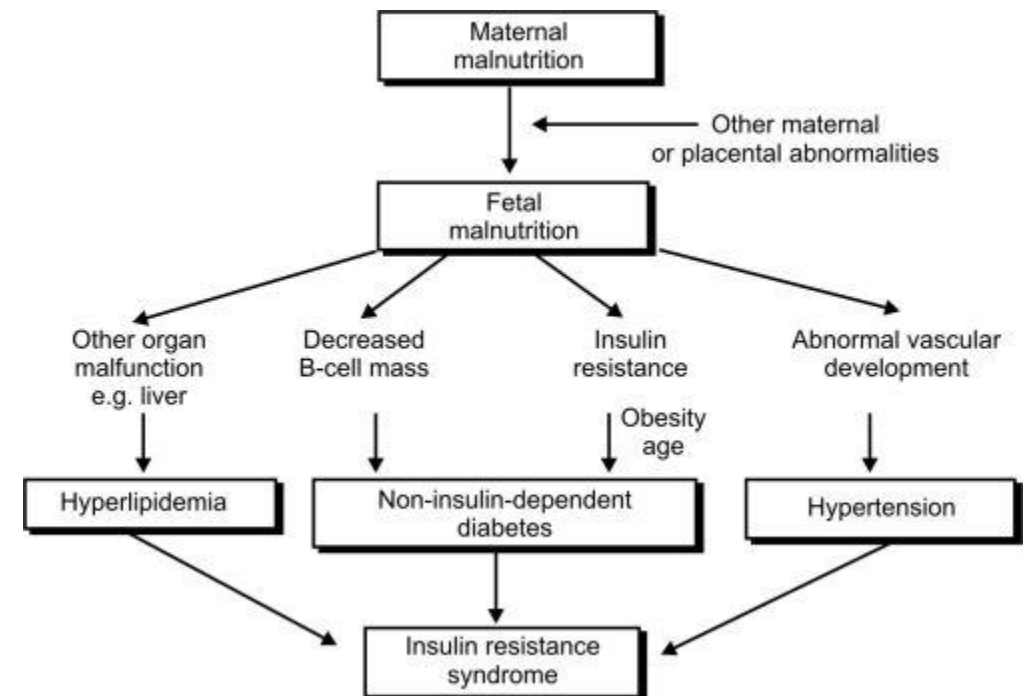 Maternal
malnutrition
Other maternal
or placental abnormalities
Fetal
malnutrition
Other organ
malfunction
e.g. liver
Decreased
B-cell mass
Insulin
resistance
Abnormal vascular
development
Obesity
age
Hyperlipidemia
Non-insulin-dependent
diabetes
Hypertension
Insulin resistance
syndrome